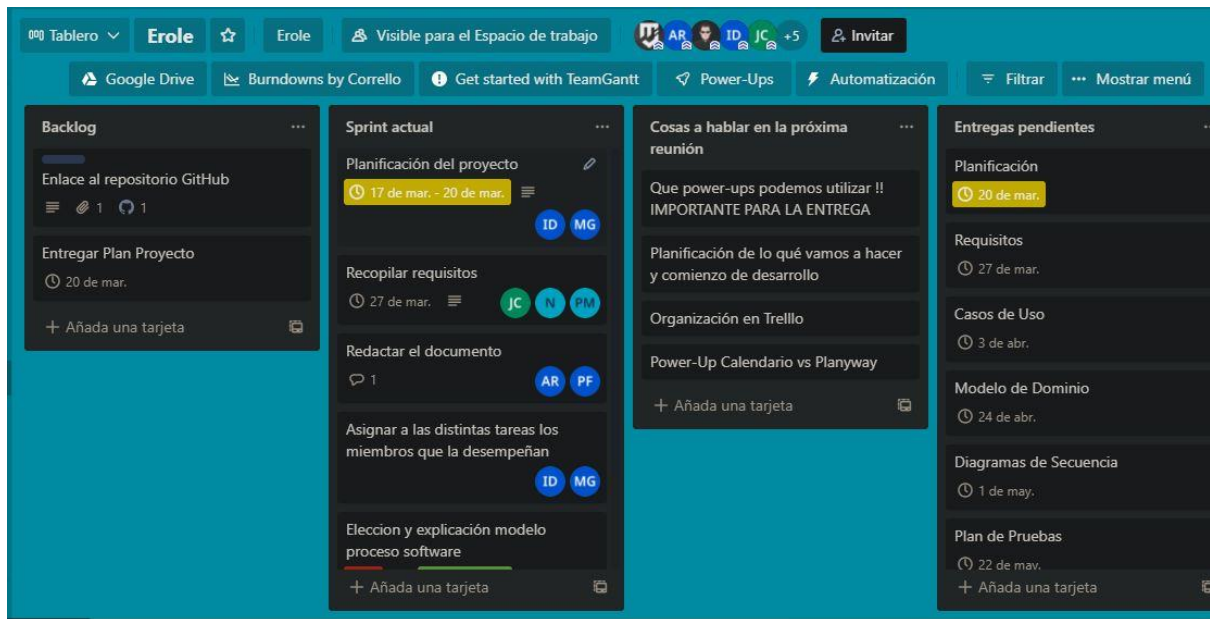 Tablero
Erole
Erole
Visible para el Espacio de trabajo
AR
ID
JC
+5
Invitar
Google Drive
Burndowns by Corrello
Get started with TeamGantt
Power-Ups
Automatización
Filtrar
Mostrar menú
Backlog
Enlace al repositorio GitHub
1
1
Entregar Plan Proyecto
20 de mar.
Añada una tarjeta
Sprint actual
Planificación del proyecto
17 de mar. - 20 de mar.
ID MG
Recopilar requisitos
27 de mar.
JC N PM
Redactar el documento
1
AR PF
Asignar a las distintas tareas los
miembros que la desempeñan
ID MG
Eleccion y explicación modelo
proceso software
Añada una tarjeta
Cosas a hablar en la próxima
reunión
Que power-ups podemos utilizar !!
IMPORTANTE PARA LA ENTREGA
Planificación de lo qué vamos a hacer
y comienzo de desarrollo
Organización en Trelllo
Power-Up Calendario vs Planyway
Añada una tarjeta
Entregas pendientes
Planificación
20 de mar.
Requisitos
27 de mar.
Casos de Uso
3 de abr.
Modelo de Dominio
24 de abr.
Diagramas de Secuencia
1 de may.
Plan de Pruebas
22 de may.
Añada una tarjeta